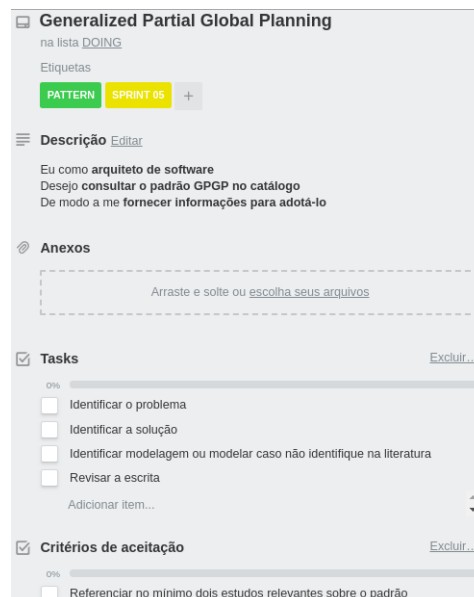 Generalized Partial Global Planning
na lista DOING
Etiquetas
PATTERN SPRINT 05 +
Descrição Editar
Eu como arquiteto de software
Desejo consultar o padrão GPGP no catálogo
De modo a me fornecer informações para adotá-lo
Anexos
Arraste e solte ou escolha seus arquivos
Tasks Excluir...
0%
Identificar o problema
Identificar a solução
Identificar modelagem ou modelar caso não identifique na literatura
Revisar a escrita
Adicionar item...
Critérios de aceitação Excluir...
0%
Referenciar no mínimo dois estudos relevantes sobre o padrão